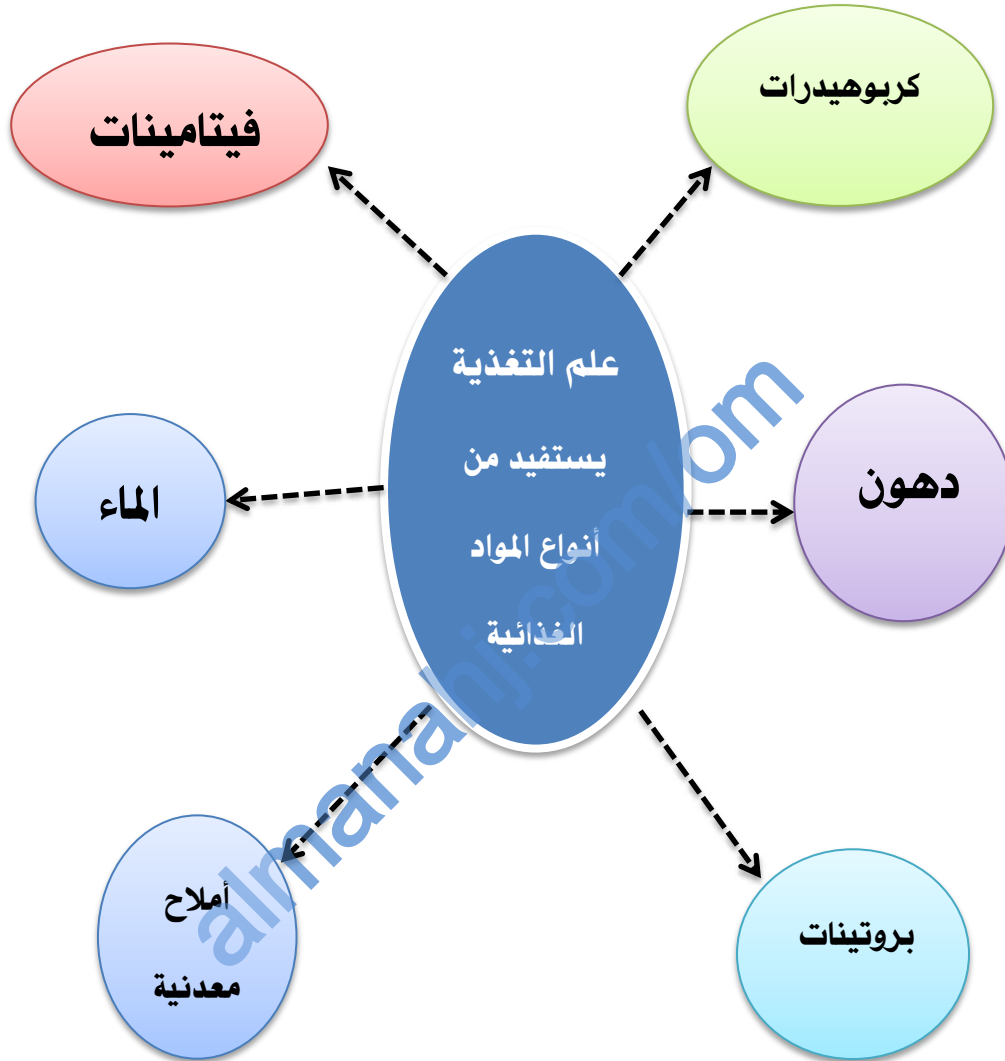 كربوهيدرات
فيتامينات
علم التغذية
يستفيد من
أنواع المواد
الغذائية
دهون
الماء
أملاح
معدنية
بروتينات
almanahj.com/om